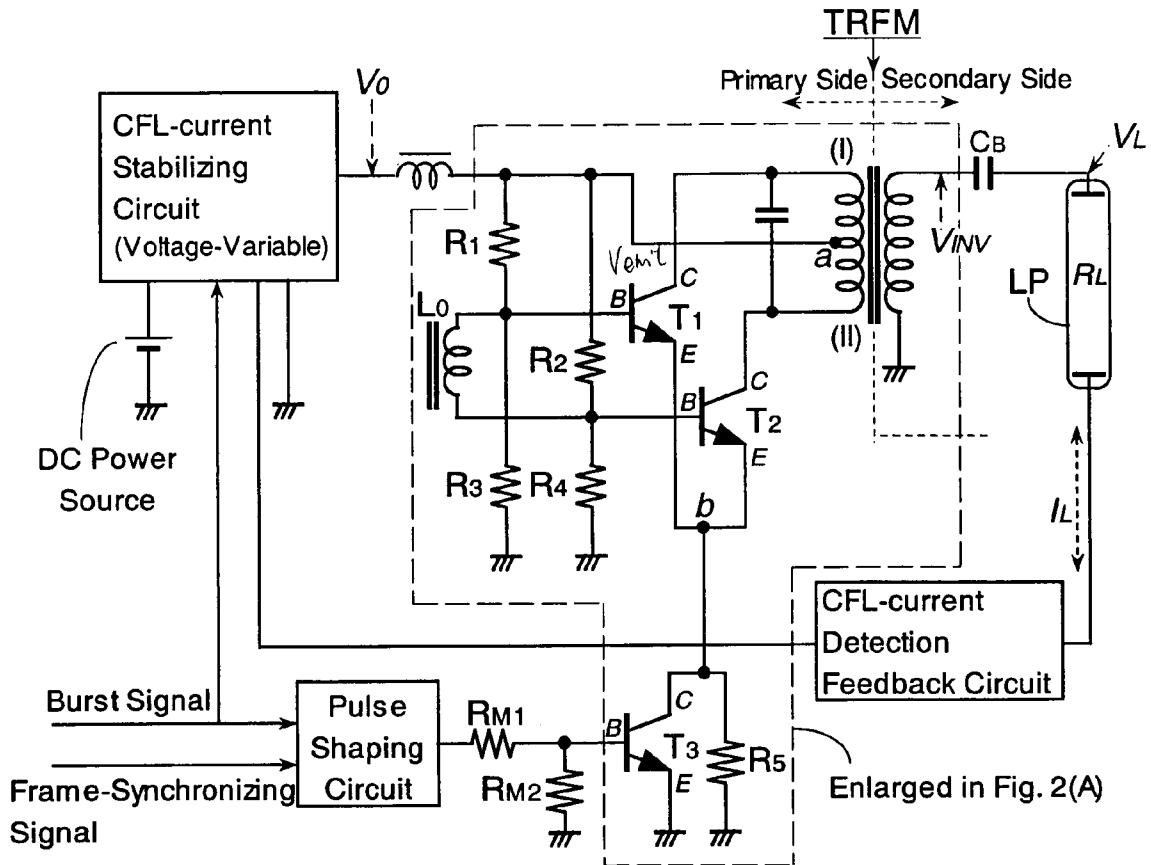 TRFM
Primary Side
Secondary Side
V0
CFL-current
Stabilizing
Circuit
(Voltage-Variable)
(I)
CB
VL
R1
a
VINV
C
B
T1
E
L0
LP
RL
R2
(II)
C
B
T2
E
DC Power
Source
R3
R4
b
IL
CFL-current
Detection
Feedback Circuit
Burst Signal
Pulse
Shaping
Circuit
RM1
C
B
T3
E
R5
RM2
Frame-Synchronizing
Signal
Enlarged in Fig. 2(A)